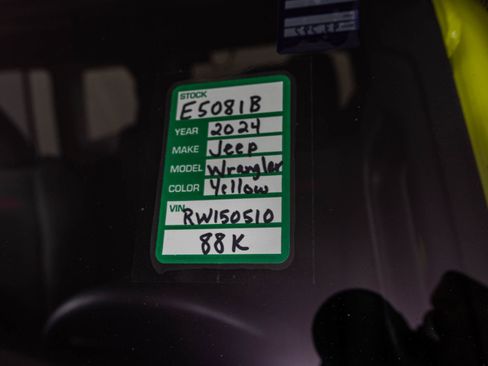 STOCK
E5081B
YEAR 2024
MAKE Jeep
MODEL Wrangler
COLOR Yellow
VIN RW150510
88K